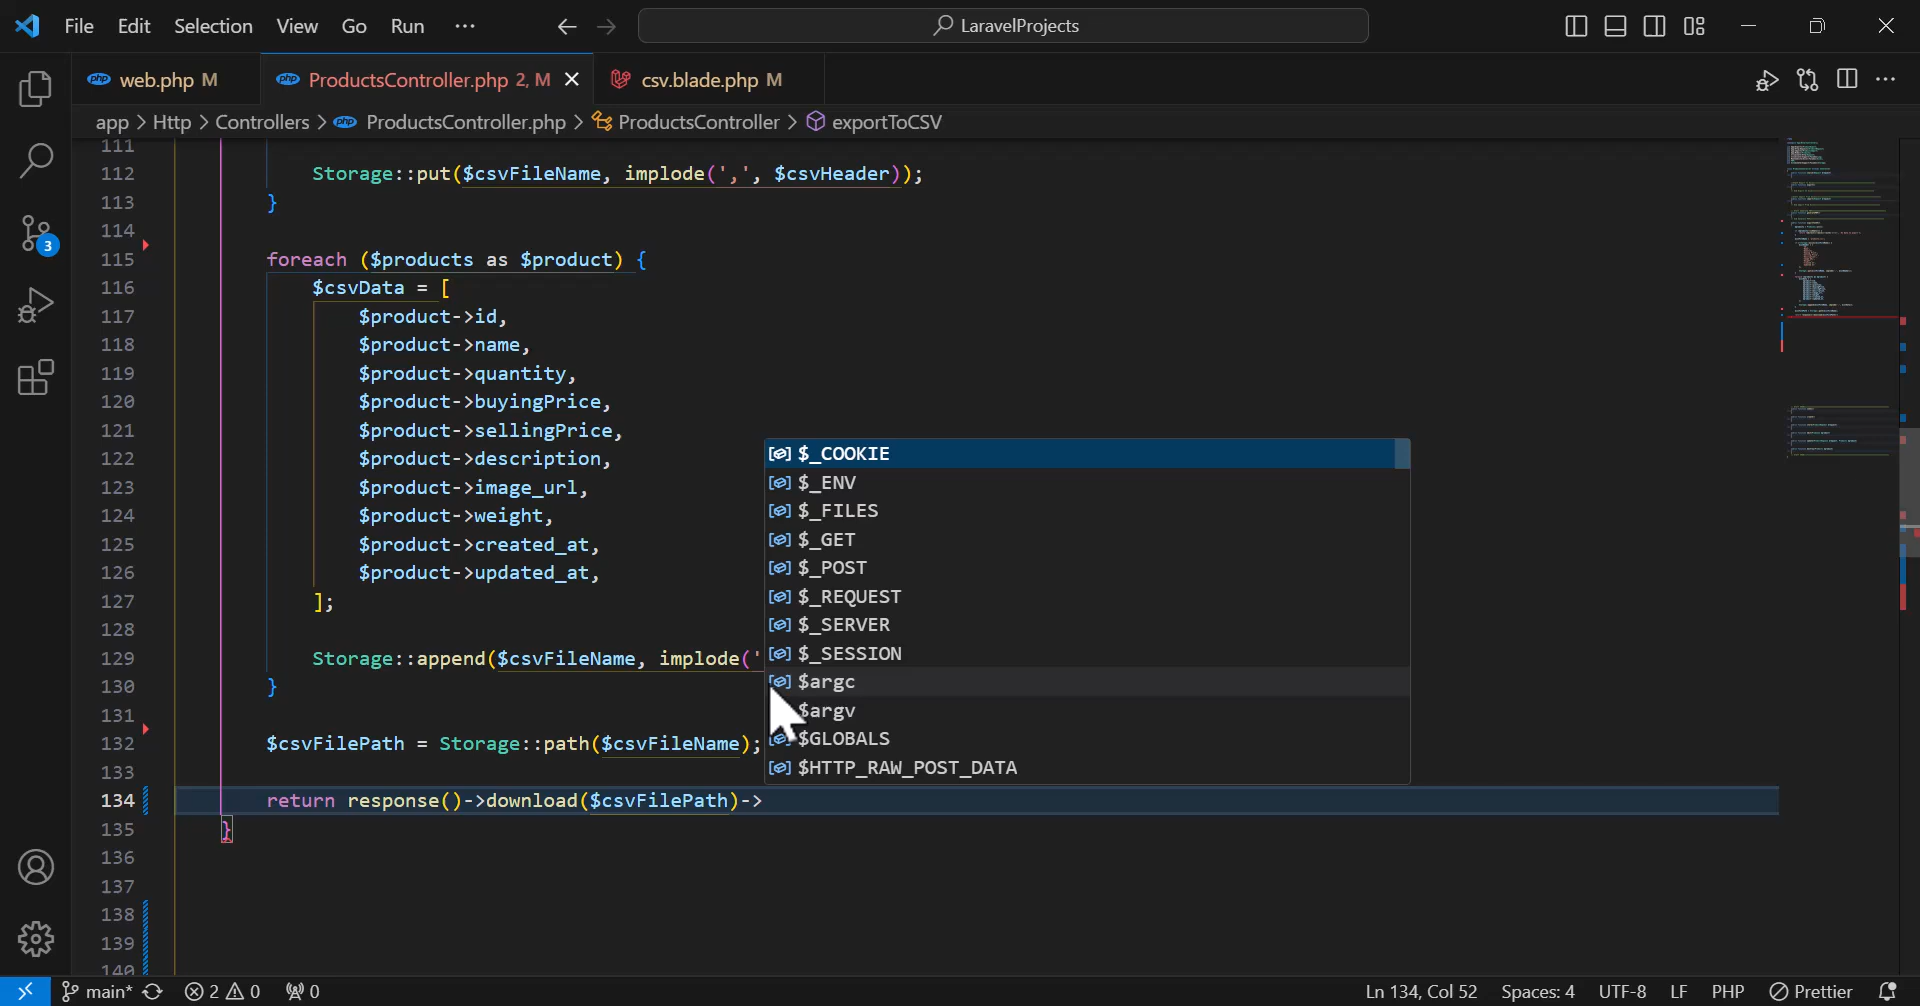 File Edit Selection View Go Run ··· LaravelProjects
web.php M ProductsController.php 2, M csv.blade.php M
app > Http > Controllers > ProductsController.php > ProductsController > exportToCSV
111
112 Storage::put($csvFileName, implode(',', $csvHeader));
113 }
114
115 foreach ($products as $product) {
116 $csvData = [
117 $product->id,
118 $product->name,
119 $product->quantity,
120 $product->buyingPrice,
121 $product->sellingPrice,
122 $product->description,
123 $product->image_url,
124 $product->weight,
125 $product->created_at,
126 $product->updated_at,
127 ];
128
129 Storage::append($csvFileName, implode('
130 }
131
132 $csvFilePath = Storage::path($csvFileName);
133
134 return response()->download($csvFilePath)->
135 }
136
137
138
139
140
$_COOKIE
$_ENV
$_FILES
$_GET
$_POST
$_REQUEST
$_SERVER
$_SESSION
$argc
$argv
$GLOBALS
$HTTP_RAW_POST_DATA
3
main* 2 0 0 Ln 134, Col 52 Spaces: 4 UTF-8 LF PHP Prettier